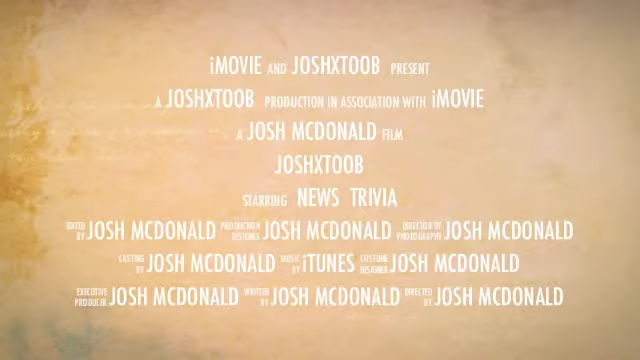 iMOVIE AND JOSHXTOOB PRESENT
A JOSHXTOOB PRODUCTION IN ASSOCIATION WITH iMOVIE
A JOSH MCDONALD FILM
JOSHXTOOB
STARRING NEWS TRIVIA
EDITED BY JOSH MCDONALD PRODUCTION DESIGNER JOSH MCDONALD DIRECTOR OF PHOTOGRAPHY JOSH MCDONALD
CASTING BY JOSH MCDONALD MUSIC BY iTUNES COSTUME DESIGNER JOSH MCDONALD
EXECUTIVE PRODUCER JOSH MCDONALD WRITTEN BY JOSH MCDONALD DIRECTED BY JOSH MCDONALD